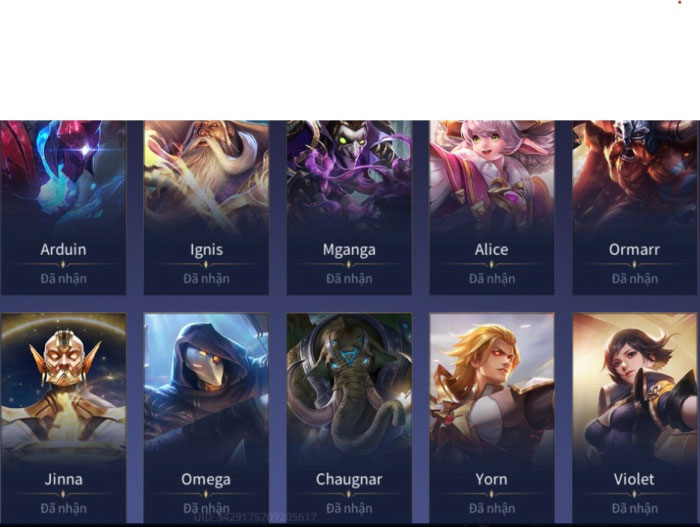 Arduin
Ignis
Mganga
Alice
Ormarr
Đã nhận
Đã nhận
Đã nhận
Đã nhận
Đã nhận
Jinna
Omega
Chaugnar
Yorn
Violet
Đã nhận
Đã nhận
Đã nhận
Đã nhận
Đã nhận
UID:3429175709205617